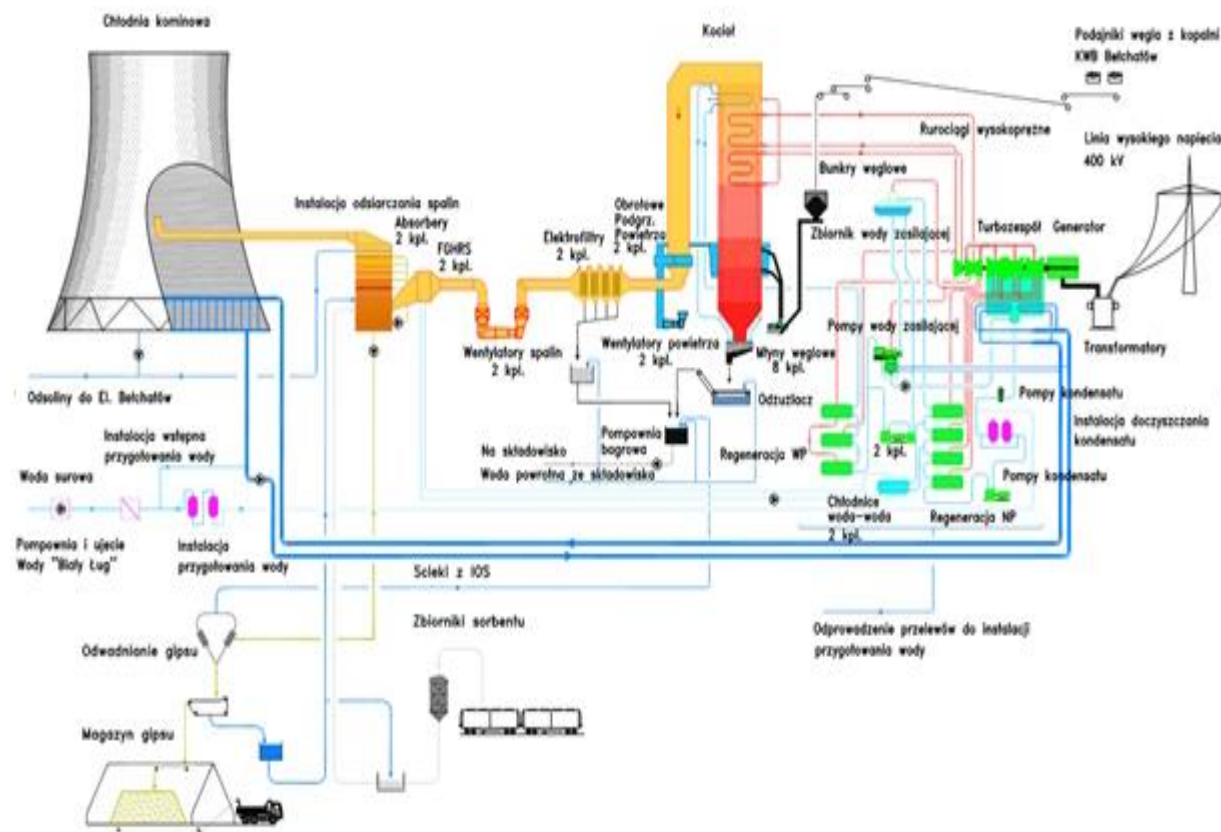 Chłodnia kominowa
Kocioł
Podajniki węgla z kopalni
KWB Bełchatów
Rurociągi wysokoprężne
Linia wysokiego napięcia
400 kV
Bunkry węglowe
Instalacja odsiarczania spalin
Absorbery
2 kpl.
FGHRS
2 kpl.
Elektrofiltry
2 kpl.
Obrotowe
Podgrz.
Powietrza
2 kpl.
Zbiornik wody zasilającej
Turbozespół
Generator
Pompy wody zasilającej
Transformatory
Wentylatory spalin
2 kpl.
Wentylatory powietrza
2 kpl.
Młyny węglowe
8 kpl.
Odsoliny do El. Bełchatów
Odżużlacz
Pompy kondensatu
Instalacja doczyszczania
kondensatu
Instalacja wstępna
przygotowania wody
Na składowisko
Pompownia
bagrowa
Regeneracja WP
2 kpl.
Woda powrotna ze składowiska
Pompy kondensatu
Woda surowa
Chłodnice
woda-woda
2 kpl.
Regeneracja NP
Pompownia i ujęcie
Wody "Biały Ług"
Instalacja
przygotowania wody
Scieki z IOS
Zbiorniki sorbentu
Odprowadzenie przelewów do instalacji
przygotowania wody
Odwadnianie gipsu
Magazyn gipsu